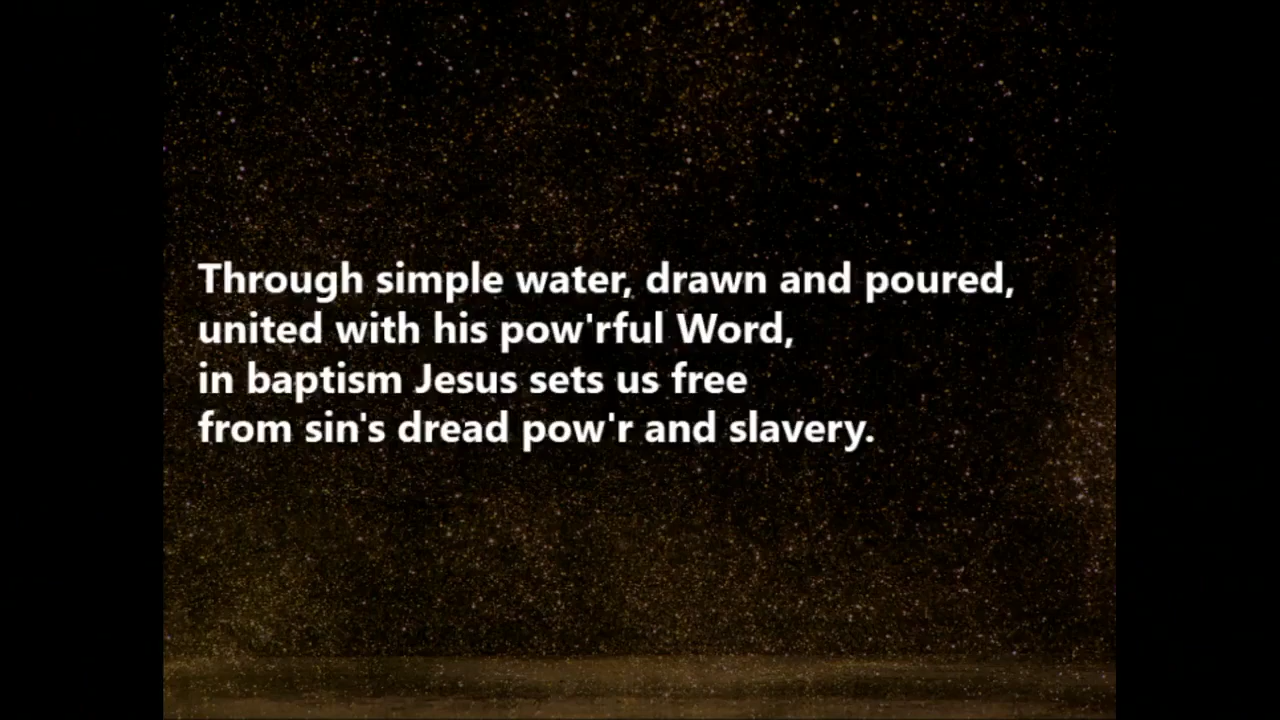 Through simple water, drawn and poured,
united with his pow'rful Word,
in baptism Jesus sets us free
from sin's dread pow'r and slavery.